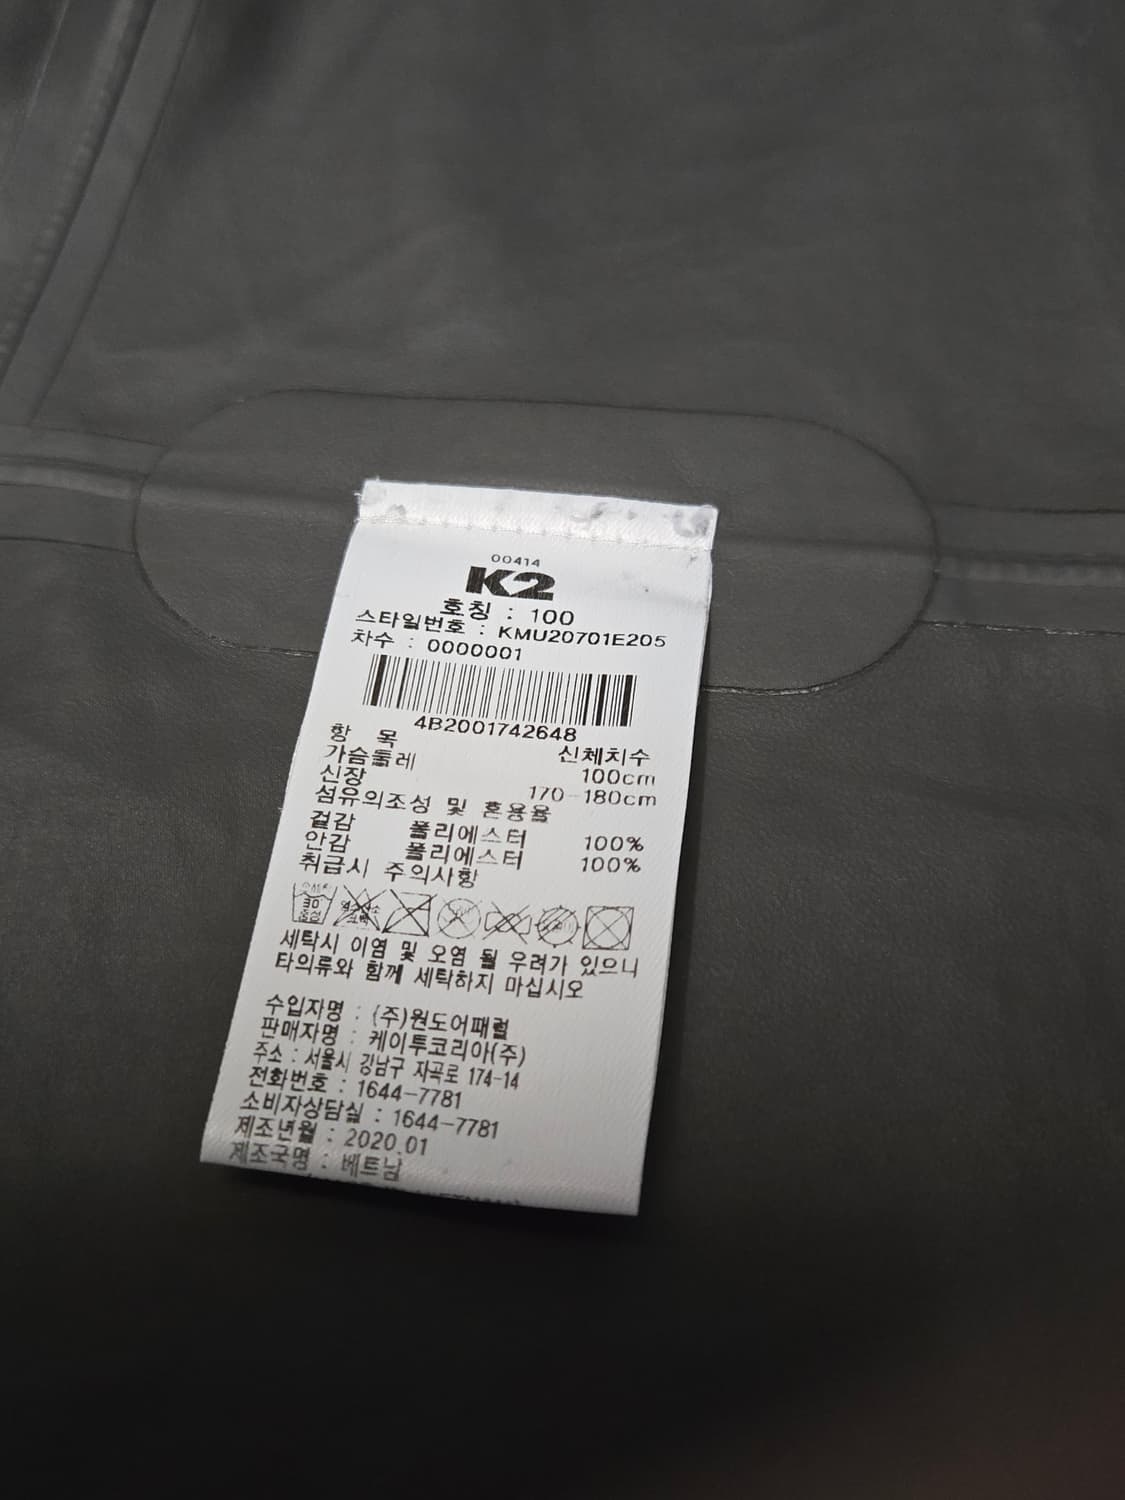 00414
K2
호칭 : 100
스타일번호 : KMU20701E205
차수 : 0000001
4B2001742648
항 목 신체치수
가슴둘레 100cm
신장 170-180cm
섬유의조성 및 혼용율
겉감 폴리에스터 100%
안감 폴리에스터 100%
취급시 주의사항
30
중성
세탁시 이염 및 오염 될 우려가 있으니
타의류와 함께 세탁하지 마십시오
수입자명 : (주)원도어패럴
판매자명 : 케이투코리아(주)
주소 : 서울시 강남구 자곡로 174-14
전화번호 : 1644-7781
소비자상담실 : 1644-7781
제조년월 : 2020.01
제조국명 : 베트남